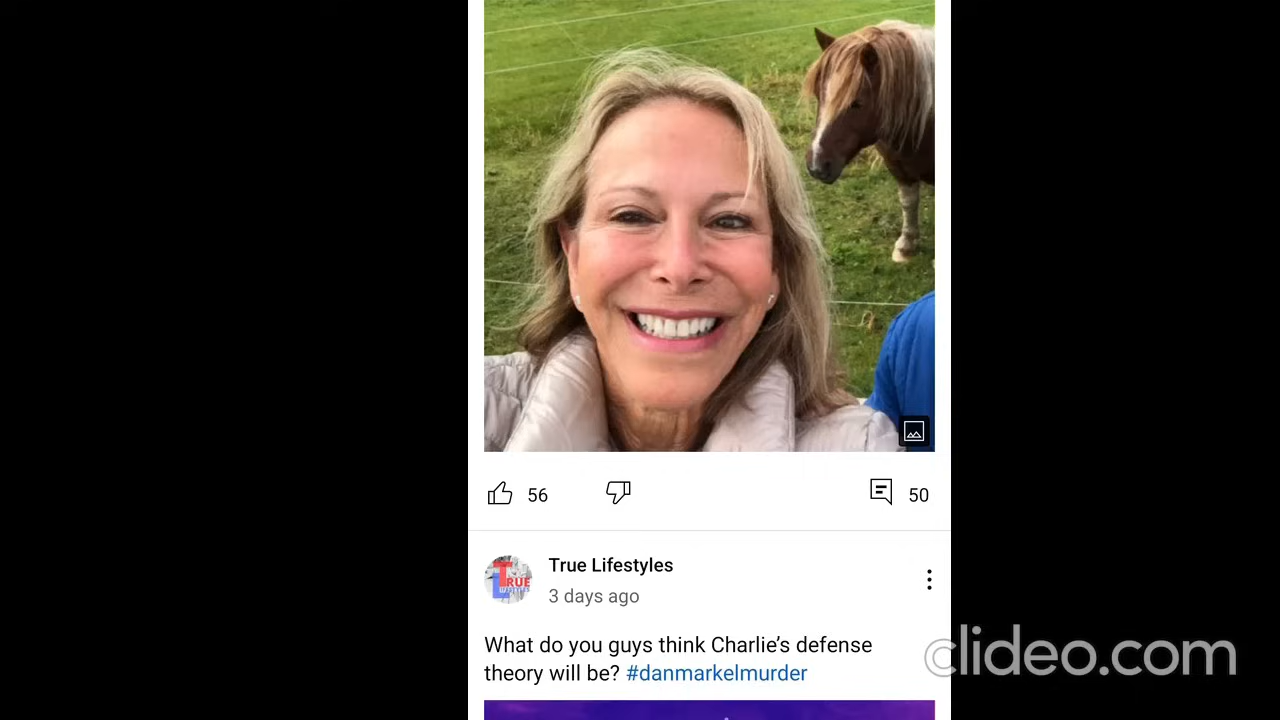 56
50
True Lifestyles
TRUE
3 days ago
What do you guys think Charlie's defense
theory will be? #danmarkelmurder
clideo.com